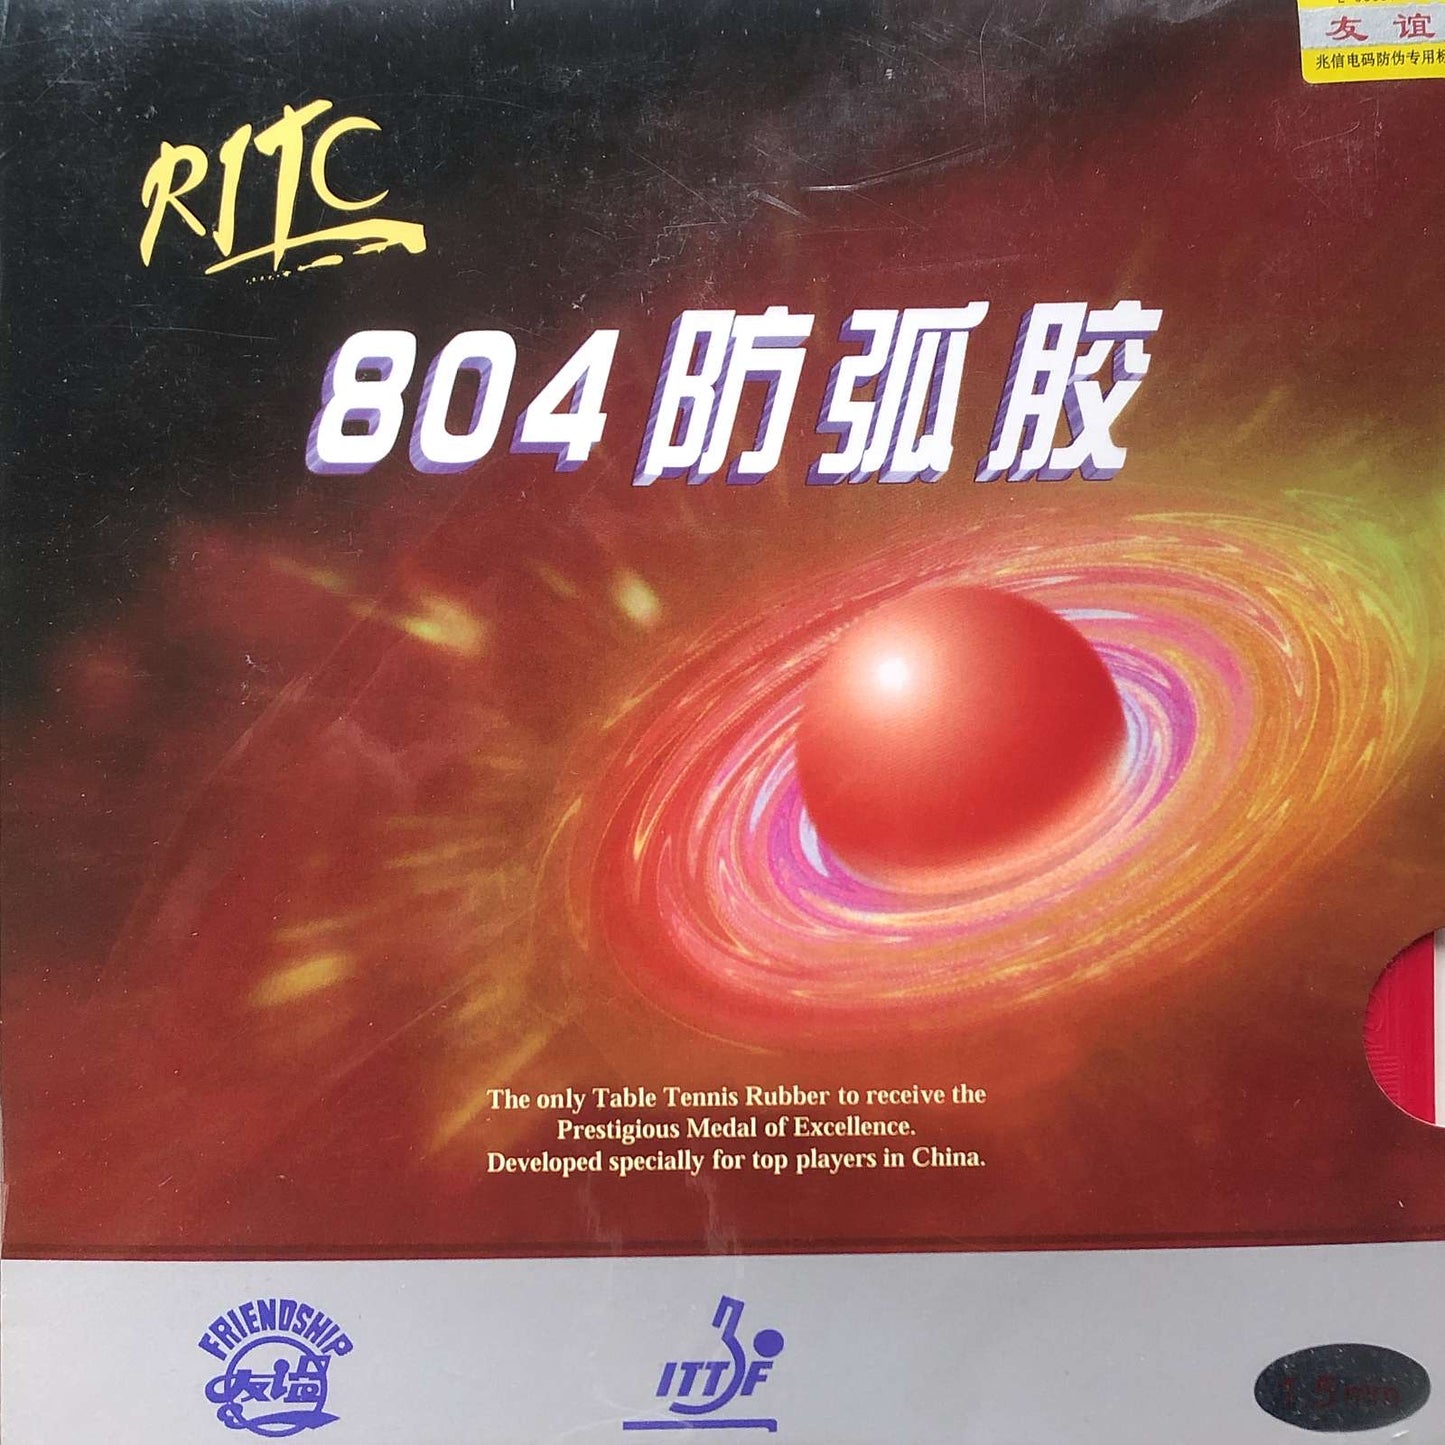 友谊
兆信电码防伪专用标
RITC
804防弧胶
The only Table Tennis Rubber to receive the
Prestigious Medal of Excellence.
Developed specially for top players in China.
FRIENDSHIP
友谊
ITTF
1.5mm